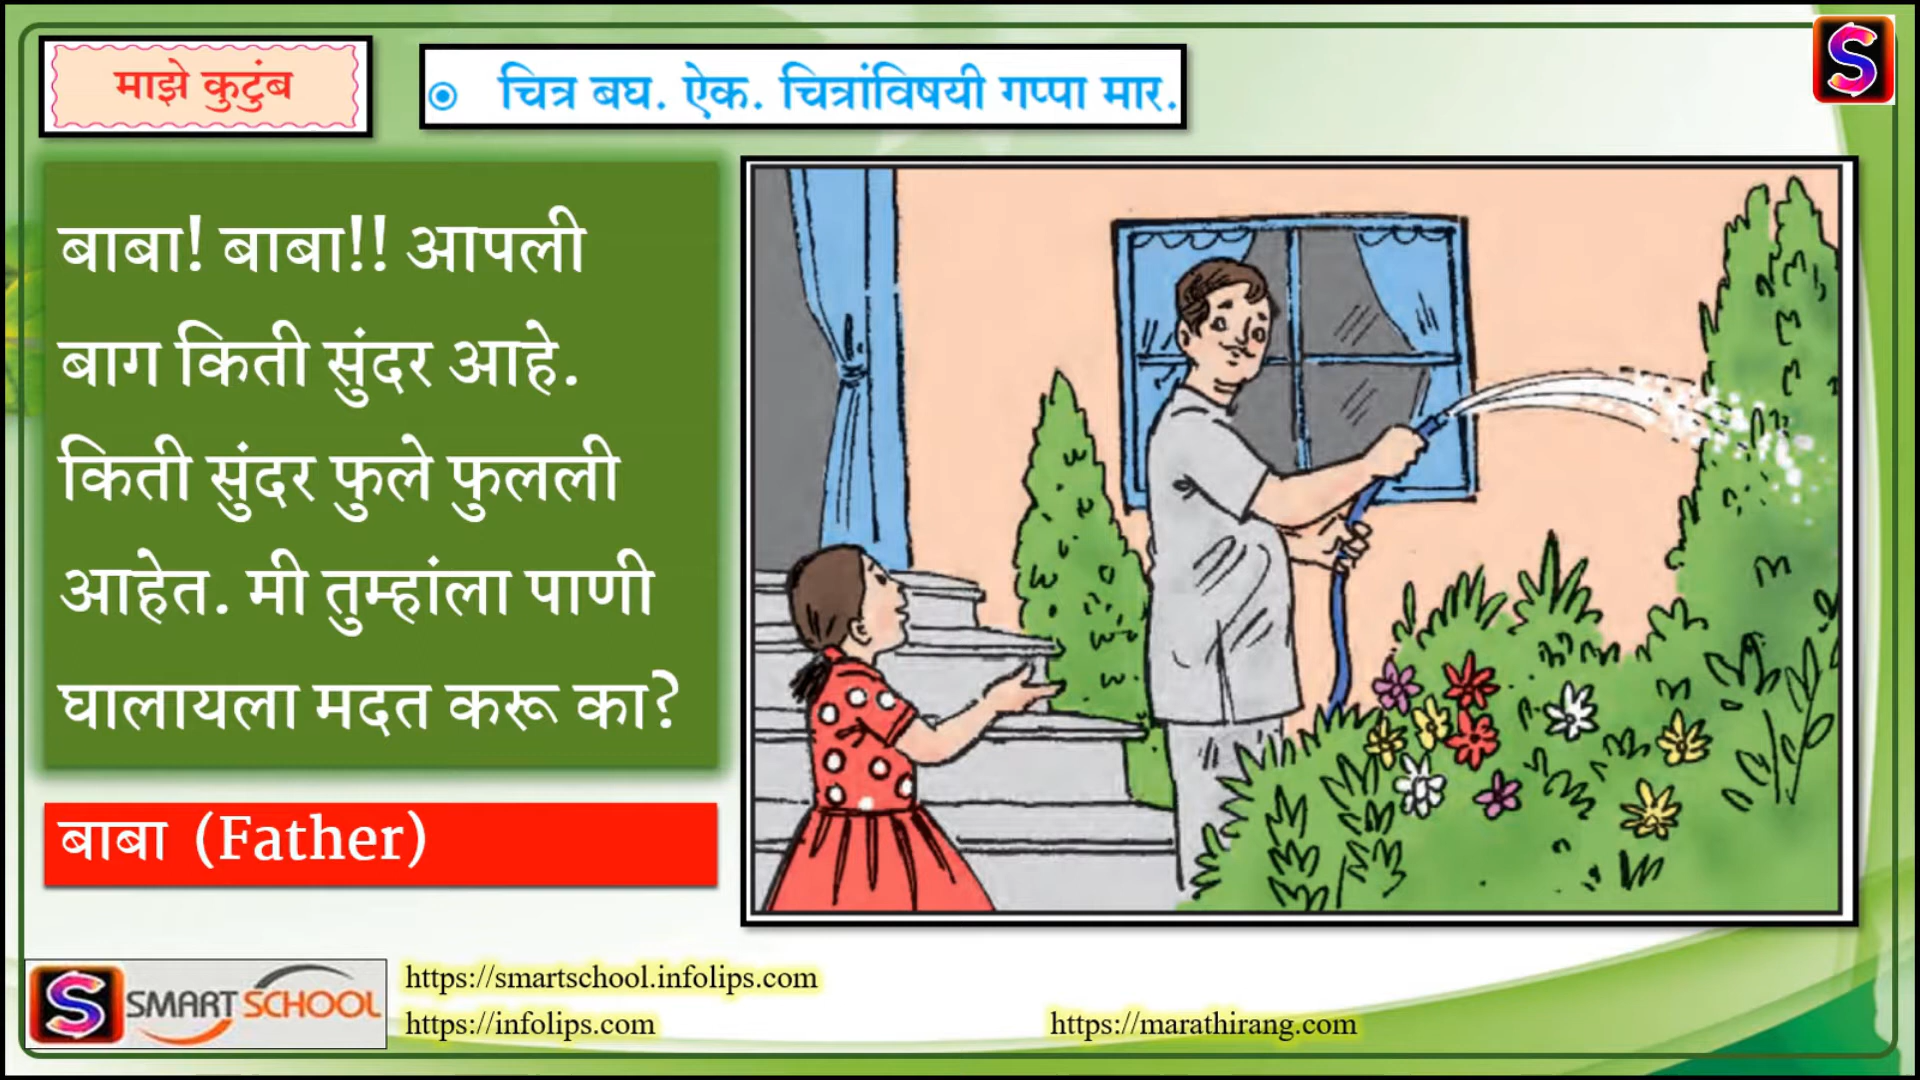 माझे कुटुंब
चित्र बघ. ऐक. चित्रांविषयी गप्पा मार.
S
बाबा! बाबा!! आपली
बाग किती सुंदर आहे.
किती सुंदर फुले फुलली
आहेत. मी तुम्हांला पाणी
घालायला मदत करू का?
बाबा (Father)
S SMART SCHOOL
https://smartschool.infolips.com
https://infolips.com
https://marathirang.com